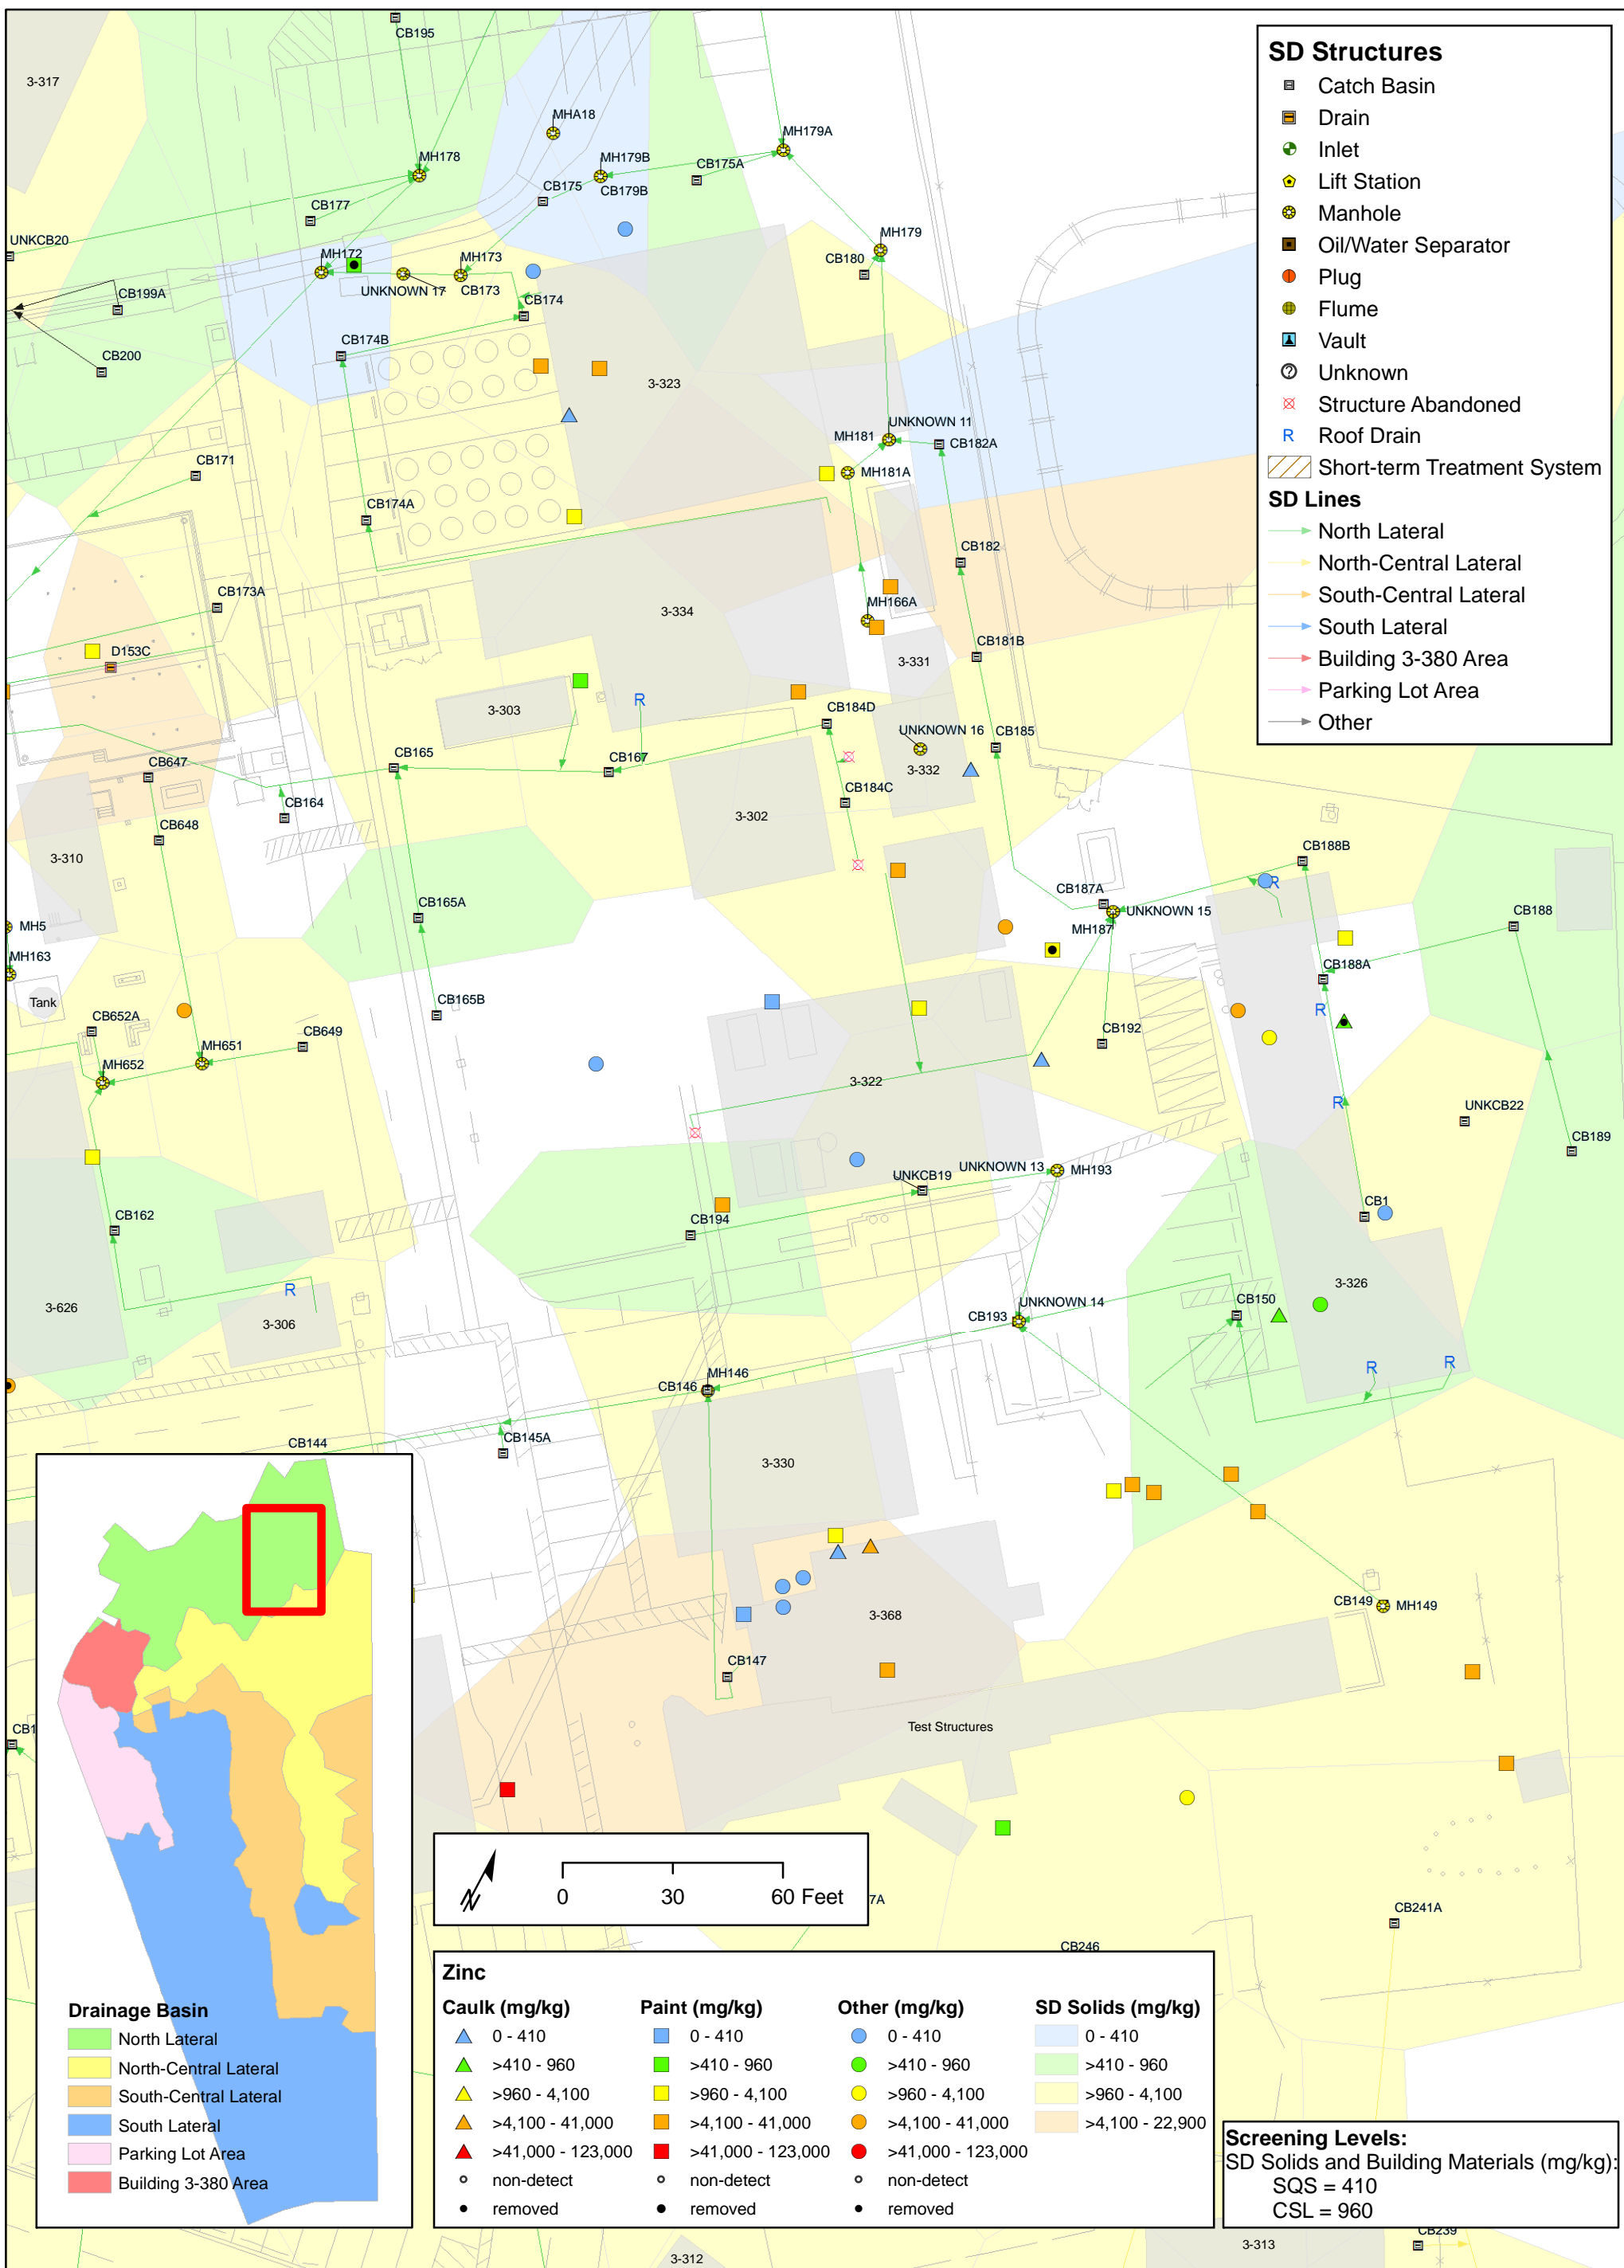 CB195
3-317
MHA18
MH179A
MH178
MH179B
CB175A
CB175
CB179B
CB177
UNKCB20
MH179
MH172
MH173
CB180
UNKNOWN 17
CB173
CB199A
CB174
CB174B
CB200
3-323
UNKNOWN 11
MH181
CB182A
MH181A
CB171
CB174A
CB182
CB173A
MH166A
3-334
D153C
CB181B
3-331
R
3-303
CB184D
UNKNOWN 16
CB185
CB165
CB167
3-332
CB647
CB164
CB184C
3-302
CB648
3-310
CB188B
R
CB187A
UNKNOWN 15
CB165A
CB188
MH5
MH187
MH163
CB188A
Tank
R
CB165B
CB652A
CB649
CB192
MH651
MH652
3-322
R
UNKCB22
CB189
UNKNOWN 13
MH193
UNKCB19
CB1
CB162
CB194
3-326
R
3-626
UNKNOWN 14
CB150
3-306
CB193
R
R
MH146
CB146
CB144
CB145A
3-330
3-368
CB149
MH149
CB147
Test Structures
CB1
7A
CB241A
CB246
CB239
3-313
3-312
SD Structures
Catch Basin
Drain
Inlet
Lift Station
Manhole
Oil/Water Separator
Plug
Flume
Vault
Unknown
Structure Abandoned
R Roof Drain
Short-term Treatment System
SD Lines
North Lateral
North-Central Lateral
South-Central Lateral
South Lateral
Building 3-380 Area
Parking Lot Area
Other
Drainage Basin
North Lateral
North-Central Lateral
South-Central Lateral
South Lateral
Parking Lot Area
Building 3-380 Area
N
0 30 60 Feet
Zinc
Caulk (mg/kg) Paint (mg/kg) Other (mg/kg) SD Solids (mg/kg)
0 - 410 0 - 410 0 - 410 0 - 410
>410 - 960 >410 - 960 >410 - 960 >410 - 960
>960 - 4,100 >960 - 4,100 >960 - 4,100 >960 - 4,100
>4,100 - 41,000 >4,100 - 41,000 >4,100 - 41,000 >4,100 - 22,900
>41,000 - 123,000 >41,000 - 123,000 >41,000 - 123,000
non-detect non-detect non-detect
removed removed removed
Screening Levels:
SD Solids and Building Materials (mg/kg):
SQS = 410
CSL = 960